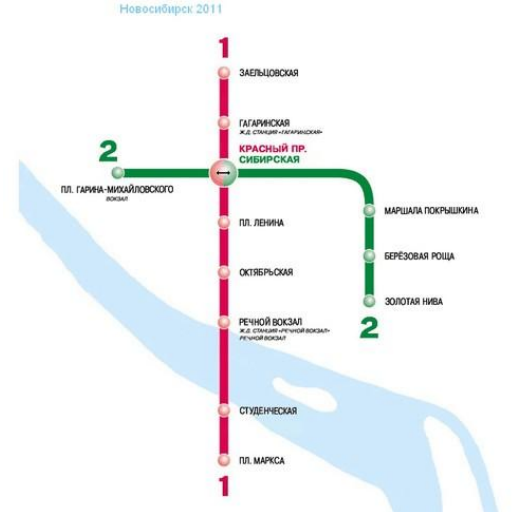 Новосибирск 2011
1
ЗАЕЛЬЦОВСКАЯ
ГАГАРИНСКАЯ
Ж.Д. СТАНЦИЯ «ГАГАРИНСКАЯ»
КРАСНЫЙ ПР.
СИБИРСКАЯ
2
ПЛ. ГАРИНА-МИХАЙЛОВСКОГО
ВОКЗАЛ
МАРШАЛА ПОКРЫШКИНА
ПЛ. ЛЕНИНА
БЕРЁЗОВАЯ РОЩА
ОКТЯБРЬСКАЯ
ЗОЛОТАЯ НИВА
2
РЕЧНОЙ ВОКЗАЛ
Ж.Д. СТАНЦИЯ «РЕЧНОЙ ВОКЗАЛ»
РЕЧНОЙ ВОКЗАЛ
СТУДЕНЧЕСКАЯ
ПЛ. МАРКСА
1